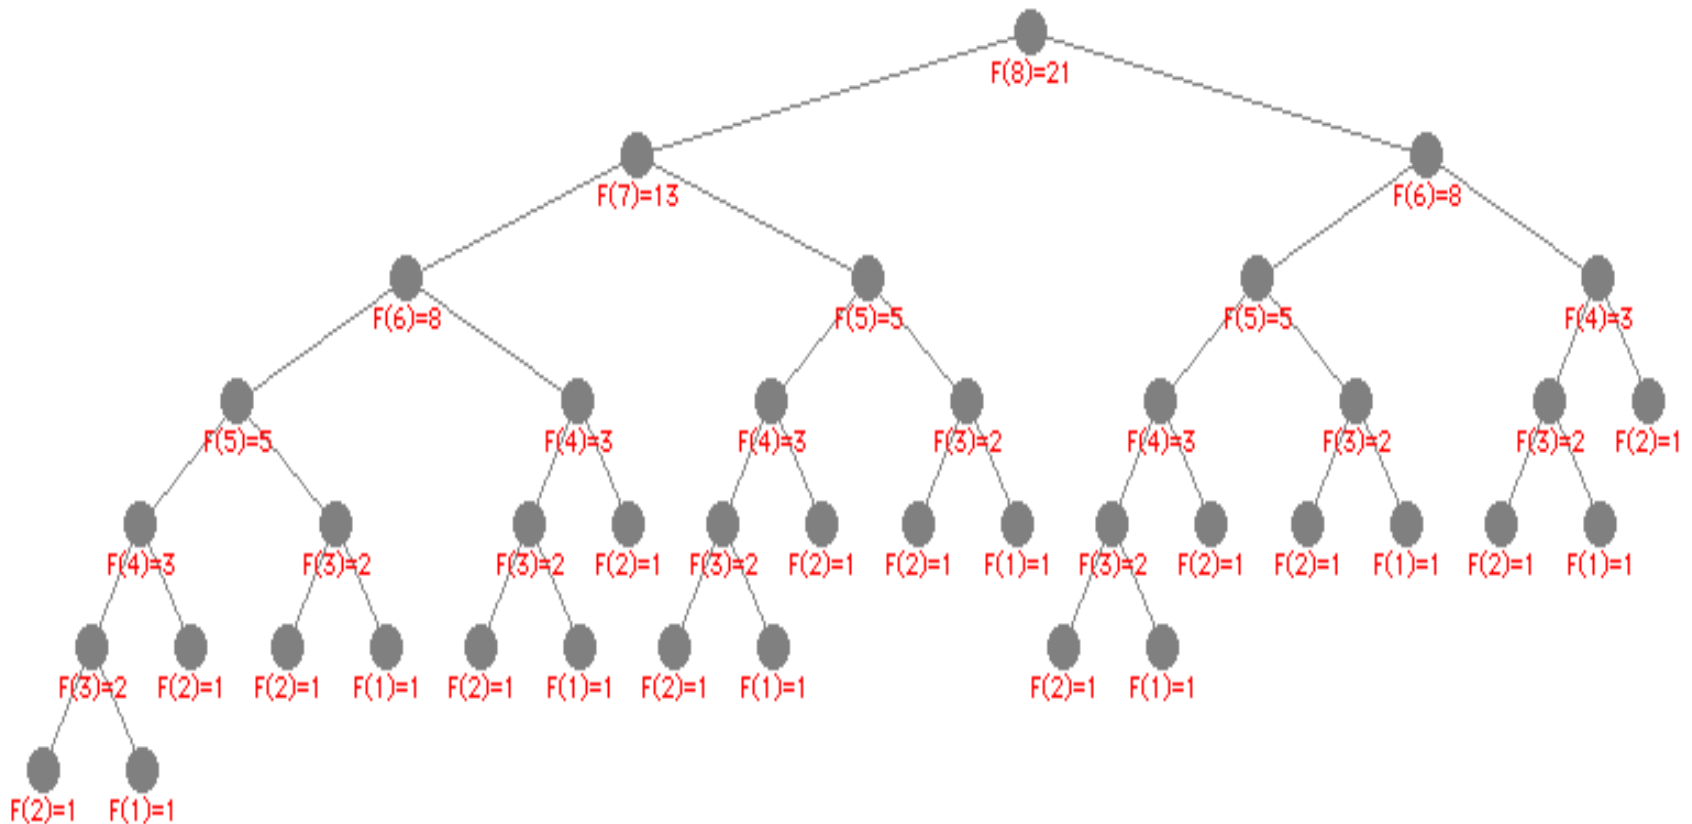 F(8)=21
F(7)=13 F(6)=8
F(6)=8 F(5)=5 F(5)=5 F(4)=3
F(5)=5 F(4)=3 F(4)=3 F(3)=2 F(4)=3 F(3)=2 F(3)=2 F(2)=1
F(4)=3 F(3)=2 F(3)=2 F(2)=1 F(3)=2 F(2)=1 F(2)=1 F(1)=1 F(3)=2 F(2)=1 F(2)=1 F(1)=1 F(2)=1 F(1)=1
F(3)=2 F(2)=1 F(2)=1 F(1)=1 F(2)=1 F(1)=1 F(2)=1 F(1)=1 F(2)=1 F(1)=1
F(2)=1 F(1)=1